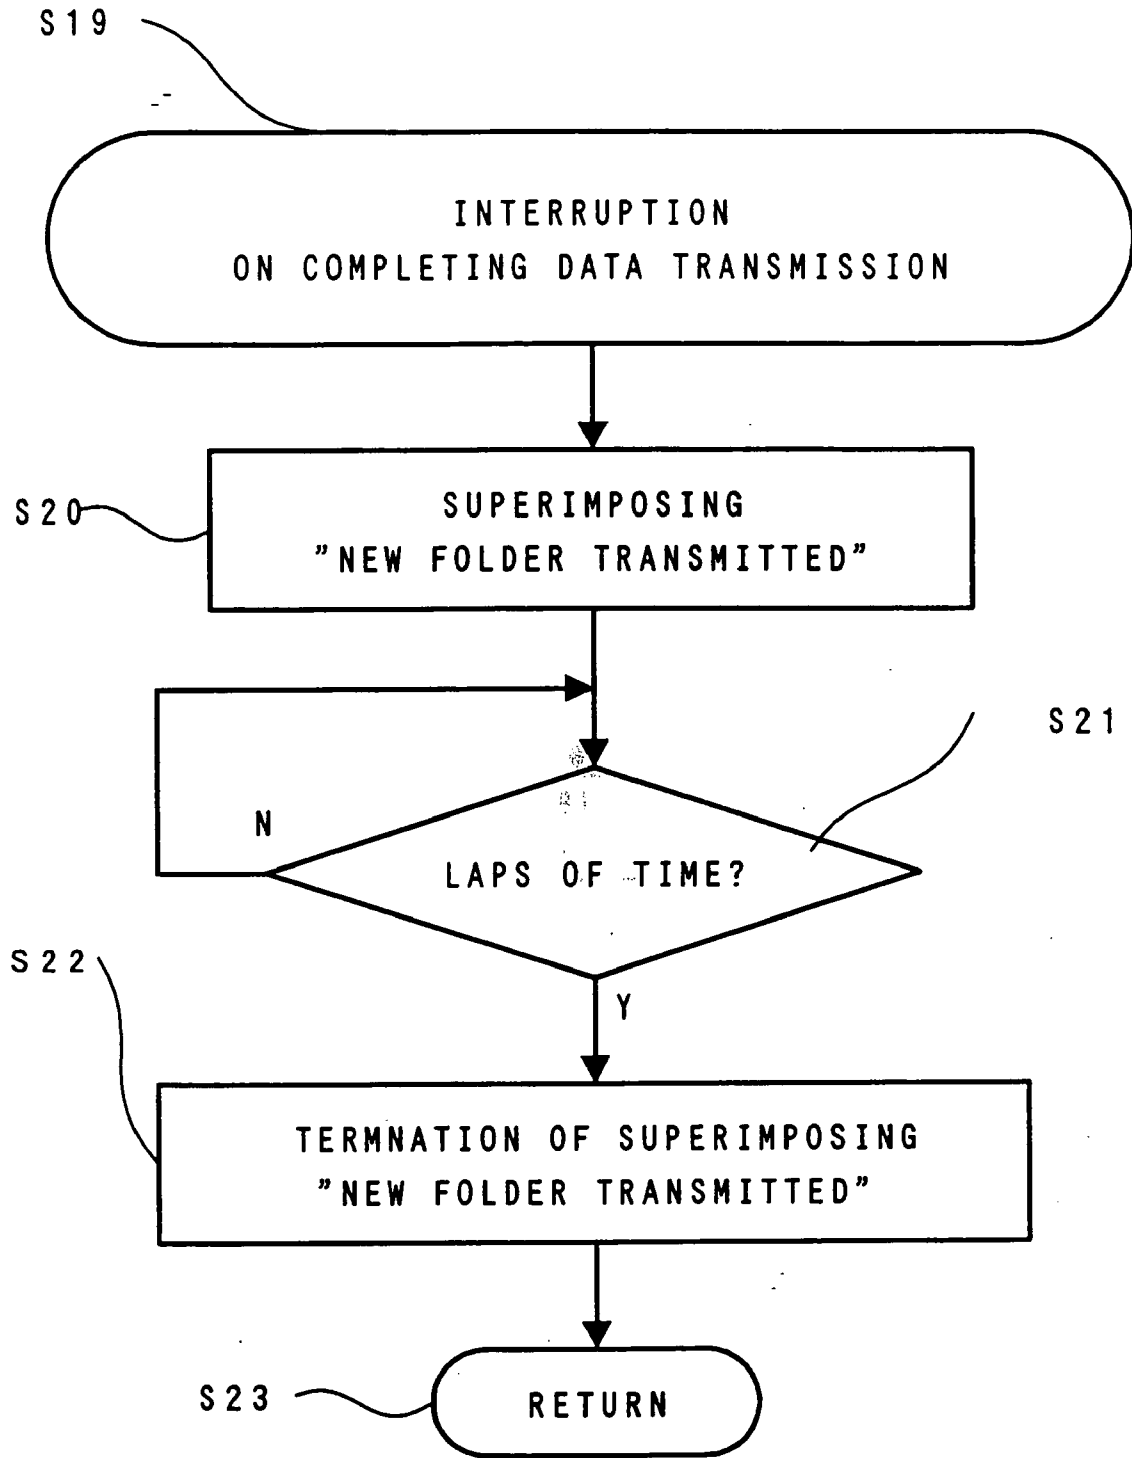 S19
INTERRUPTION
ON COMPLETING DATA TRANSMISSION
S20
SUPERIMPOSING
"NEW FOLDER TRANSMITTED"
S21
N
LAPS OF TIME?
S22
Y
TERMNATION OF SUPERIMPOSING
"NEW FOLDER TRANSMITTED"
S23
RETURN